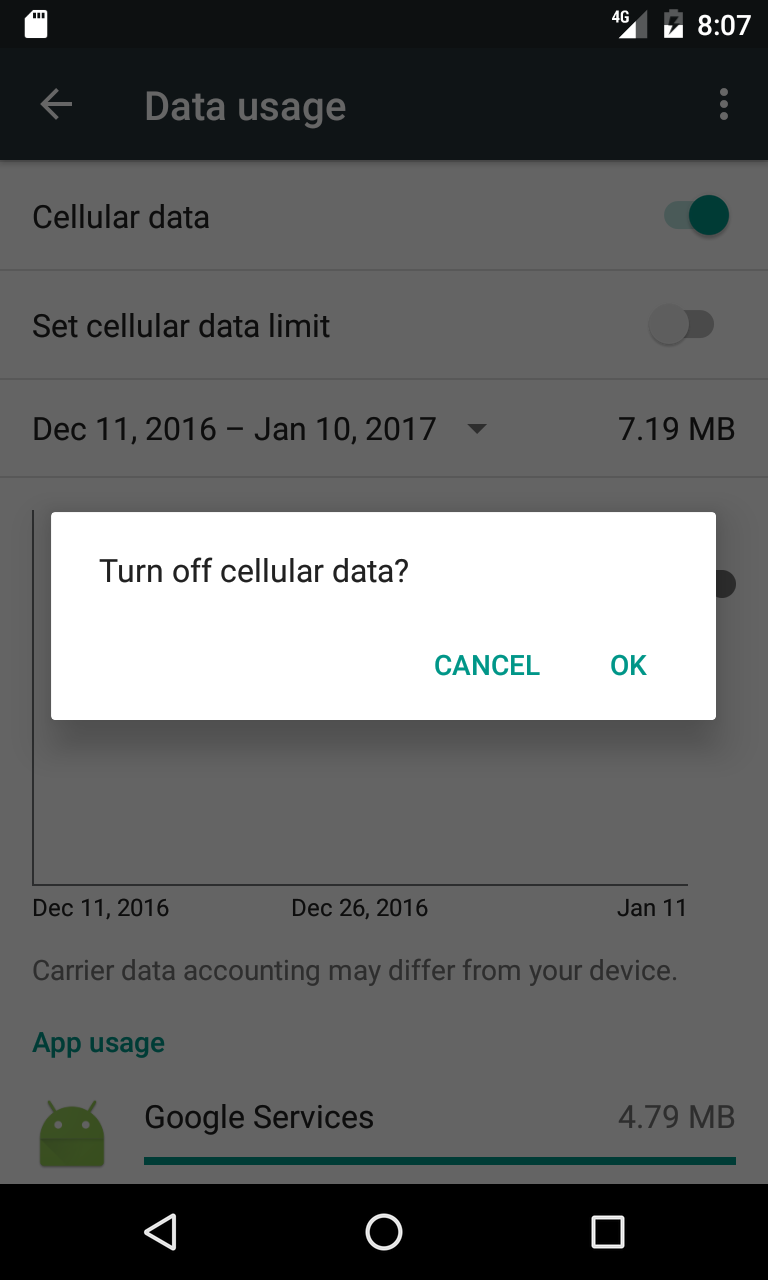 4G 8:07
Data usage
Cellular data
Set cellular data limit
Dec 11, 2016 – Jan 10, 2017 7.19 MB
Turn off cellular data?
CANCEL OK
Dec 11, 2016 Dec 26, 2016 Jan 11
Carrier data accounting may differ from your device.
App usage
Google Services 4.79 MB